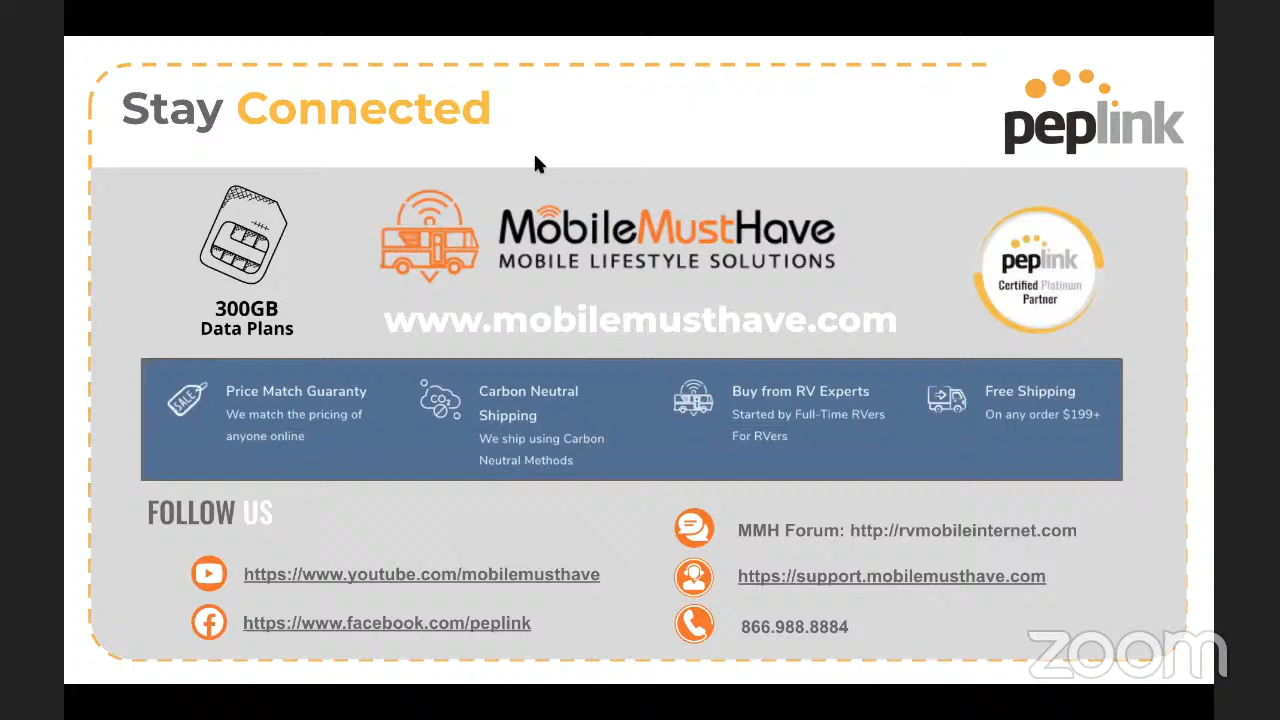 Stay Connected
peplink
MobileMustHave
MOBILE LIFESTYLE SOLUTIONS
peplink
Certified Platinum
Partner
300GB
Data Plans
www.mobilemusthave.com
SALE
Price Match Guaranty
We match the pricing of
anyone online
CO2
Carbon Neutral
Shipping
We ship using Carbon
Neutral Methods
Buy from RV Experts
Started by Full-Time RVers
For RVers
Free Shipping
On any order $199+
FOLLOW US
https://www.youtube.com/mobilemusthave
https://www.facebook.com/peplink
MMH Forum: http://rvmobileinternet.com
https://support.mobilemusthave.com
866.988.8884
zoom